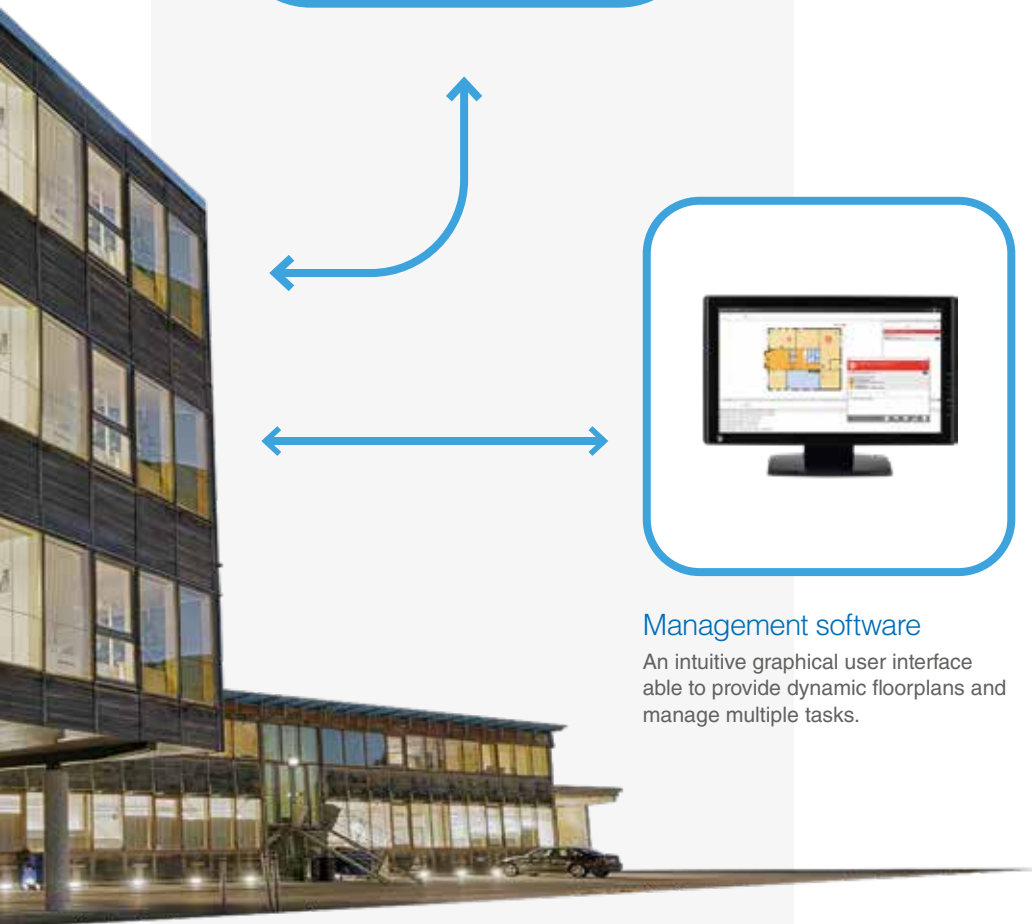 Management software
An intuitive graphical user interface
able to provide dynamic floorplans and
manage multiple tasks.